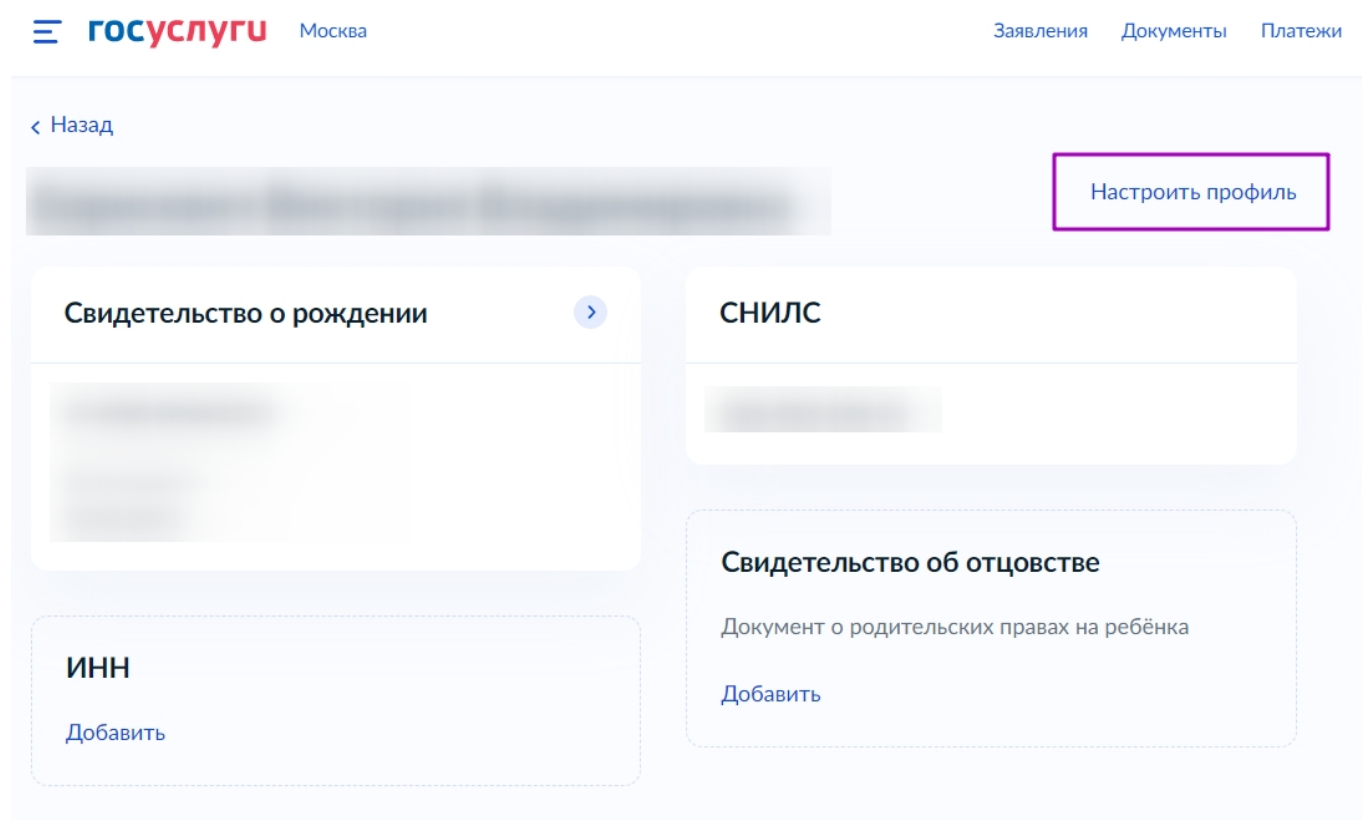 госуслуги Москва Заявления Документы Платежи
Назад
Настроить профиль
Свидетельство о рождении
СНИЛС
Свидетельство об отцовстве
Документ о родительских правах на ребёнка
Добавить
ИНН
Добавить